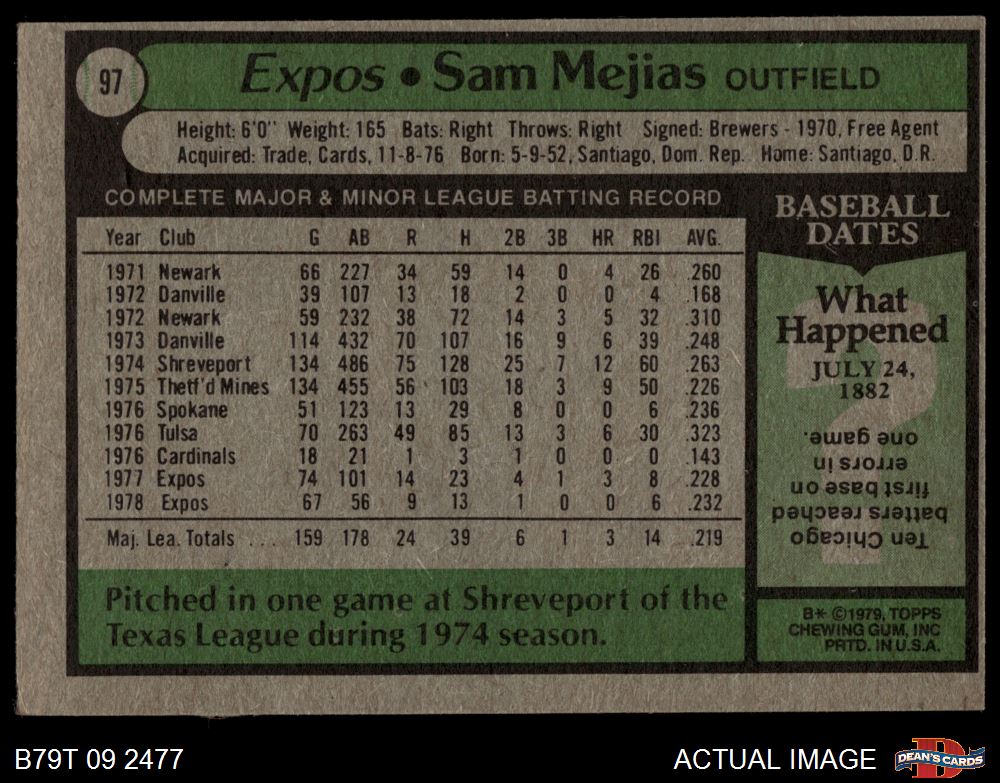 97
Expos • Sam Mejias OUTFIELD
Height: 6'0" Weight: 165 Bats: Right Throws: Right Signed: Brewers - 1970, Free Agent
Acquired: Trade, Cards, 11-8-76 Born: 5-9-52, Santiago, Dom. Rep. Home: Santiago, D.R.
COMPLETE MAJOR & MINOR LEAGUE BATTING RECORD
Year Club G AB R H 2B 3B HR RBI AVG.
1971 Newark 66 227 34 59 14 0 4 26 .260
1972 Danville 39 107 13 18 2 0 0 4 .168
1972 Newark 59 232 38 72 14 3 5 32 .310
1973 Danville 114 432 70 107 16 9 6 39 .248
1974 Shreveport 134 486 75 128 25 7 12 60 .263
1975 Thetf'd Mines 134 455 56 103 18 3 9 50 .226
1976 Spokane 51 123 13 29 8 0 0 6 .236
1976 Tulsa 70 263 49 85 13 3 6 30 .323
1976 Cardinals 18 21 1 3 1 0 0 0 .143
1977 Expos 74 101 14 23 4 1 3 8 .228
1978 Expos 67 56 9 13 1 0 0 6 .232
Maj. Lea. Totals ... 159 178 24 39 6 1 3 14 .219
Pitched in one game at Shreveport of the
Texas League during 1974 season.
BASEBALL
DATES
What
Happened
JULY 24,
1882
?
Ten Chicago
batters reached
first base on
errors in
one game.
B* ©1979, TOPPS
CHEWING GUM, INC
PRTD. IN U.S.A.
B79T 09 2477
ACTUAL IMAGE
D
DEAN'S CARDS